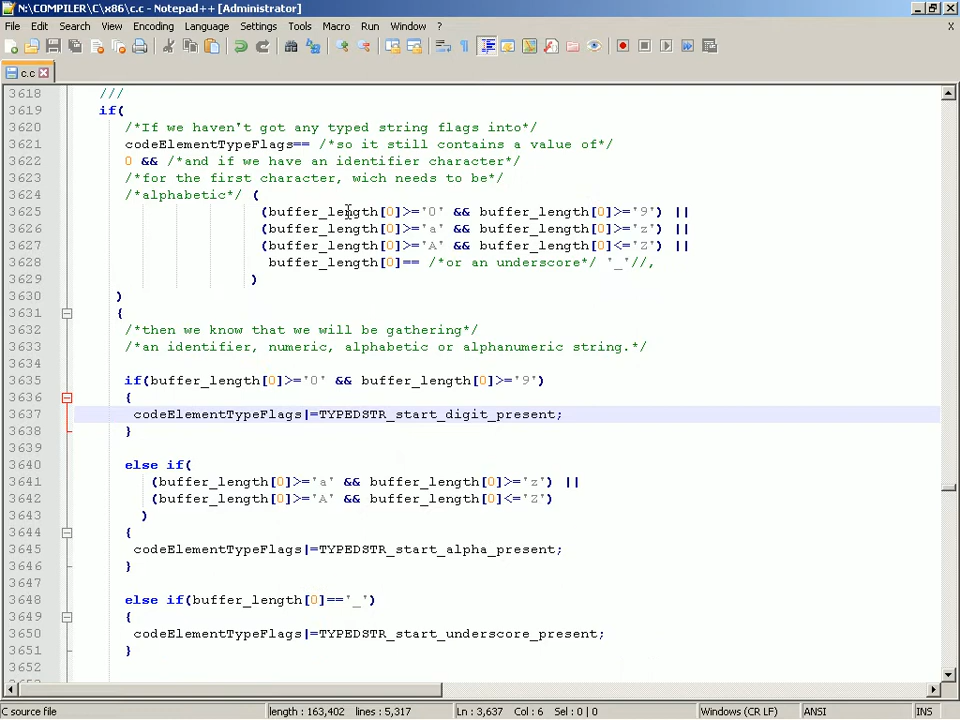 N:\COMPILER\C\x86\c.c - Notepad++ [Administrator]
File Edit Search View Encoding Language Settings Tools Macro Run Window ? X
c.c
3618 ///
3619 if(
3620 /*If we haven't got any typed string flags into*/
3621 codeElementTypeFlags== /*so it still contains a value of*/
3622 0 && /*and if we have an identifier character*/
3623 /*for the first character, wich needs to be*/
3624 /*alphabetic*/ (
3625 (buffer_length[0]>='0' && buffer_length[0]>='9') ||
3626 (buffer_length[0]>='a' && buffer_length[0]>='z') ||
3627 (buffer_length[0]>='A' && buffer_length[0]<='Z') ||
3628 buffer_length[0]== /*or an underscore*/ '_'//,
3629 )
3630 )
3631 {
3632 /*then we know that we will be gathering*/
3633 /*an identifier, numeric, alphabetic or alphanumeric string.*/
3634
3635 if(buffer_length[0]>='0' && buffer_length[0]>='9')
3636 {
3637 codeElementTypeFlags|=TYPEDSTR_start_digit_present;
3638 }
3639
3640 else if(
3641 (buffer_length[0]>='a' && buffer_length[0]>='z') ||
3642 (buffer_length[0]>='A' && buffer_length[0]<='Z')
3643 )
3644 {
3645 codeElementTypeFlags|=TYPEDSTR_start_alpha_present;
3646 }
3647
3648 else if(buffer_length[0]=='_')
3649 {
3650 codeElementTypeFlags|=TYPEDSTR_start_underscore_present;
3651 }
3652
C source file length : 163,402 lines : 5,317 Ln : 3,637 Col : 6 Sel : 0 | 0 Windows (CR LF) ANSI INS